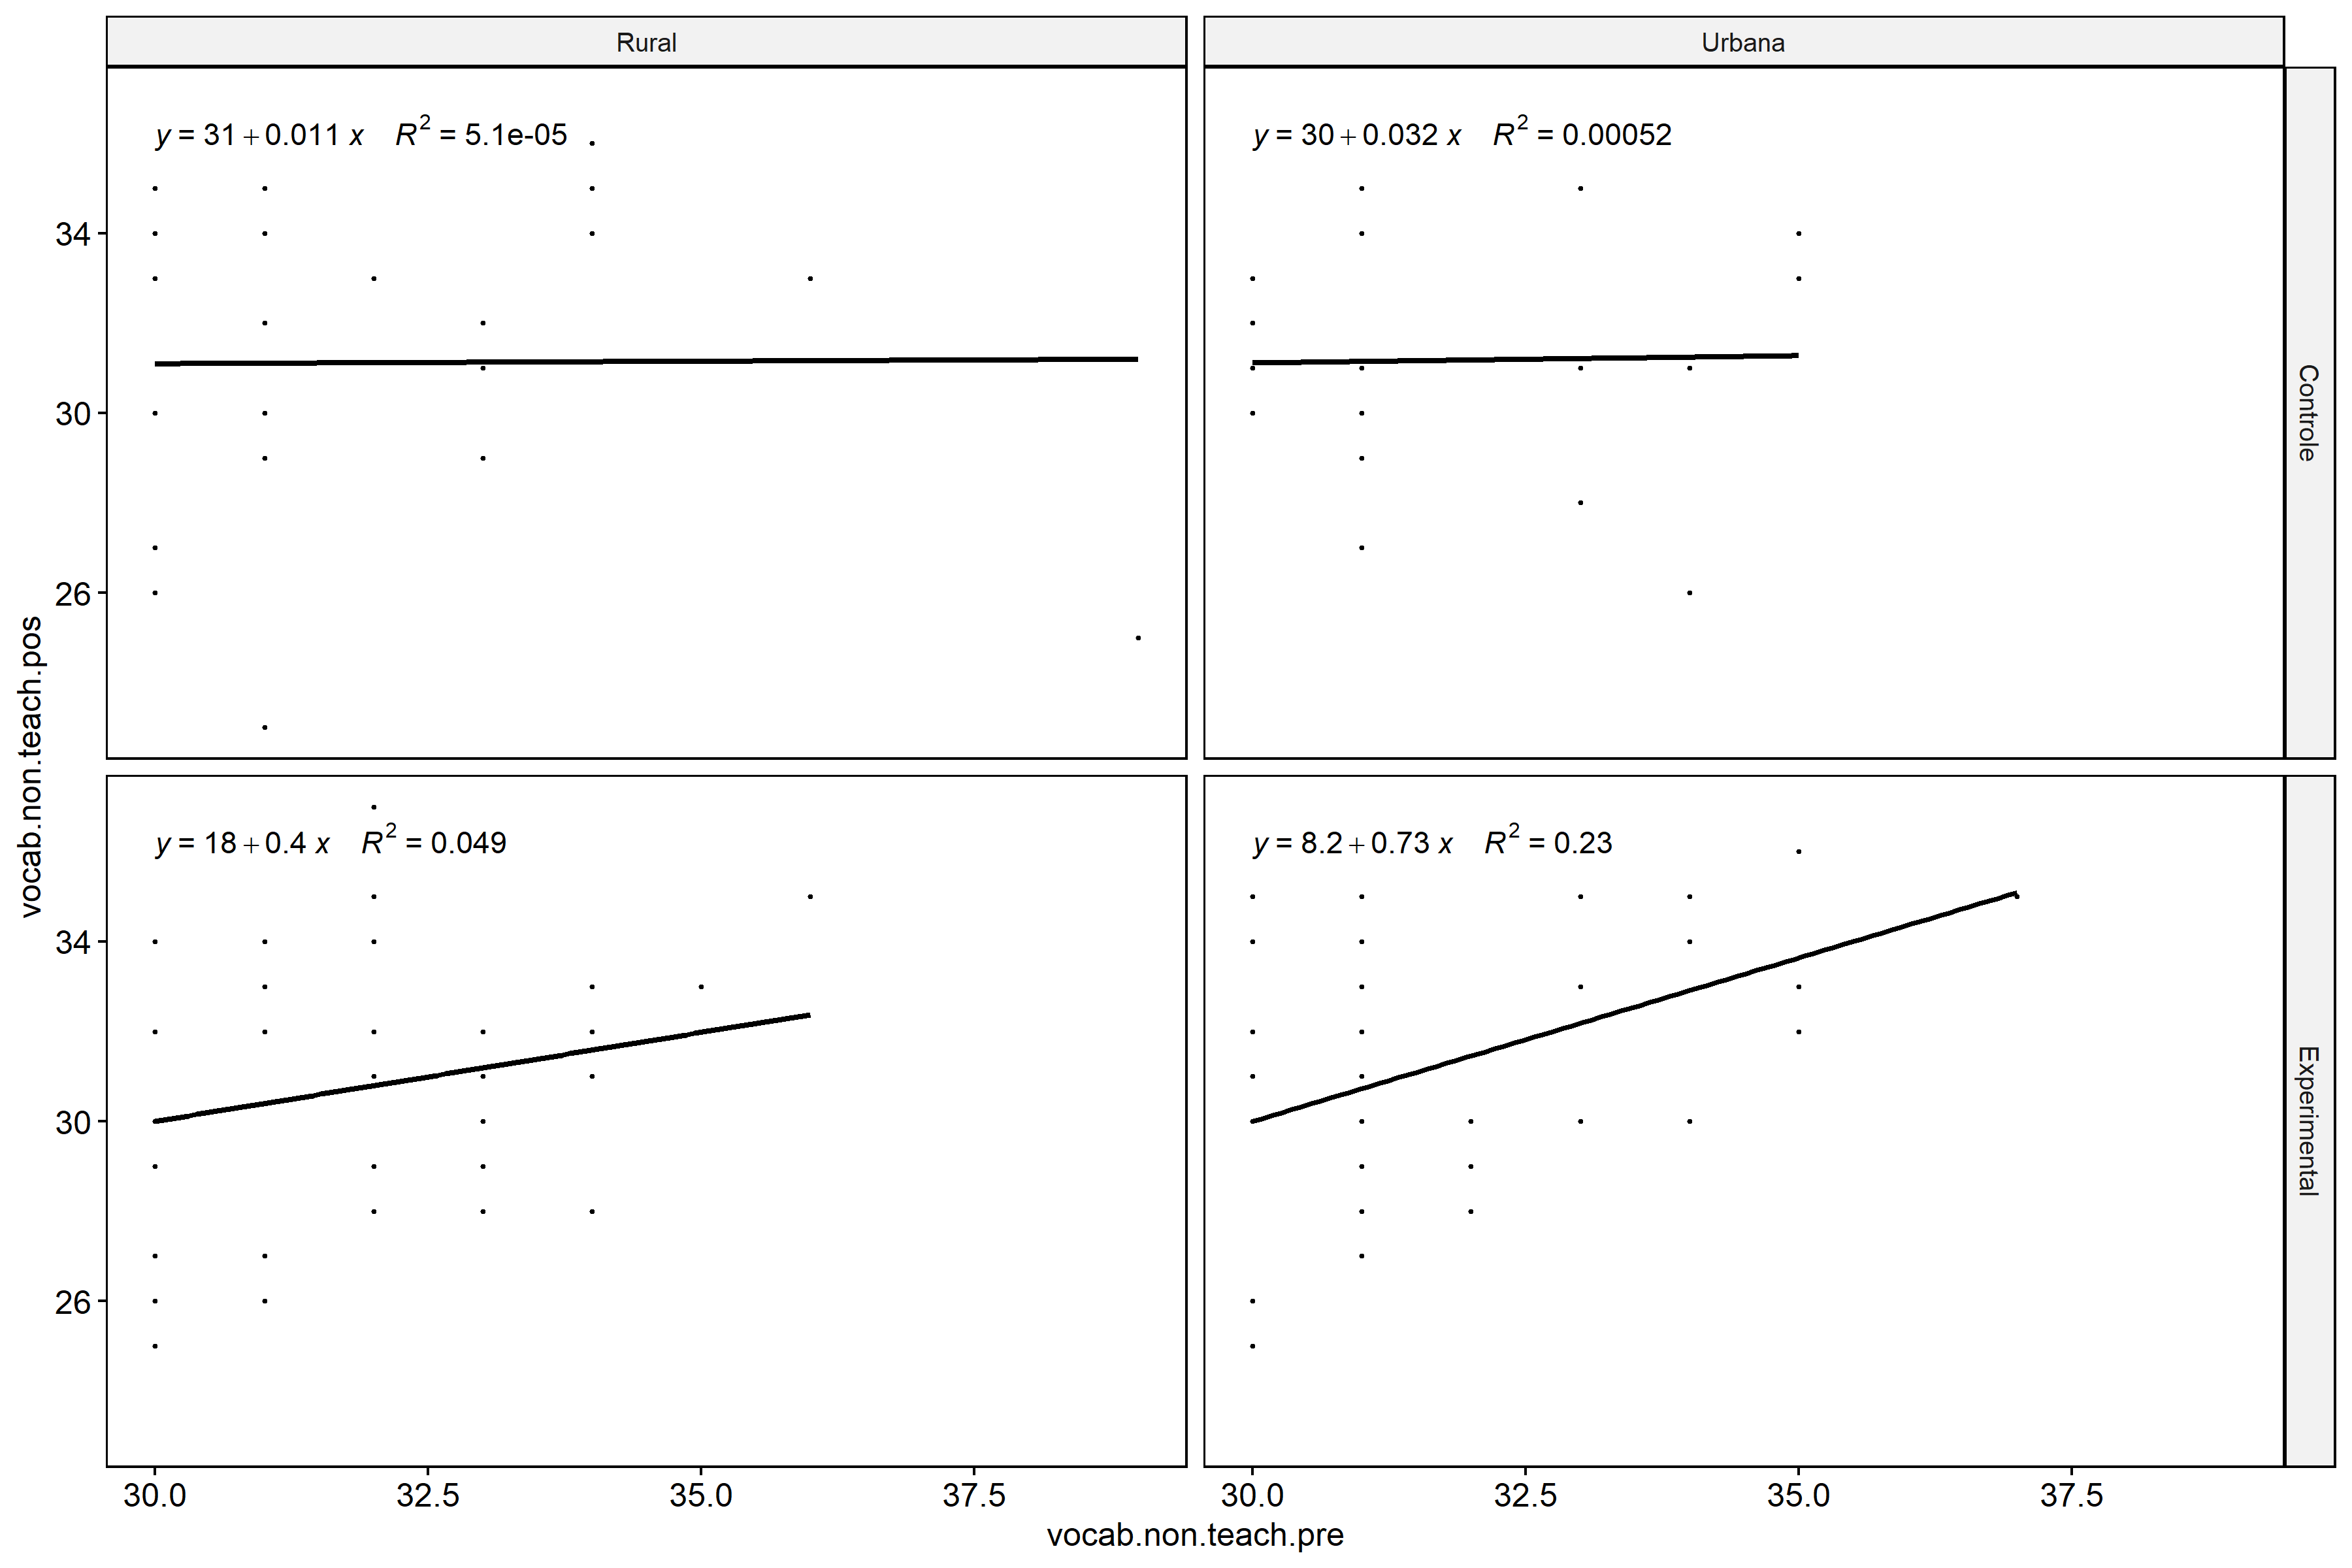 Rural
Urbana
y = 31 + 0.011 x R² = 5.1e-05
y = 30 + 0.032 x R² = 0.00052
34
30
26
Controle
vocab.non.teach.pos
y = 18 + 0.4 x R² = 0.049
y = 8.2 + 0.73 x R² = 0.23
34
30
26
Experimental
30.0 32.5 35.0 37.5
30.0 32.5 35.0 37.5
vocab.non.teach.pre